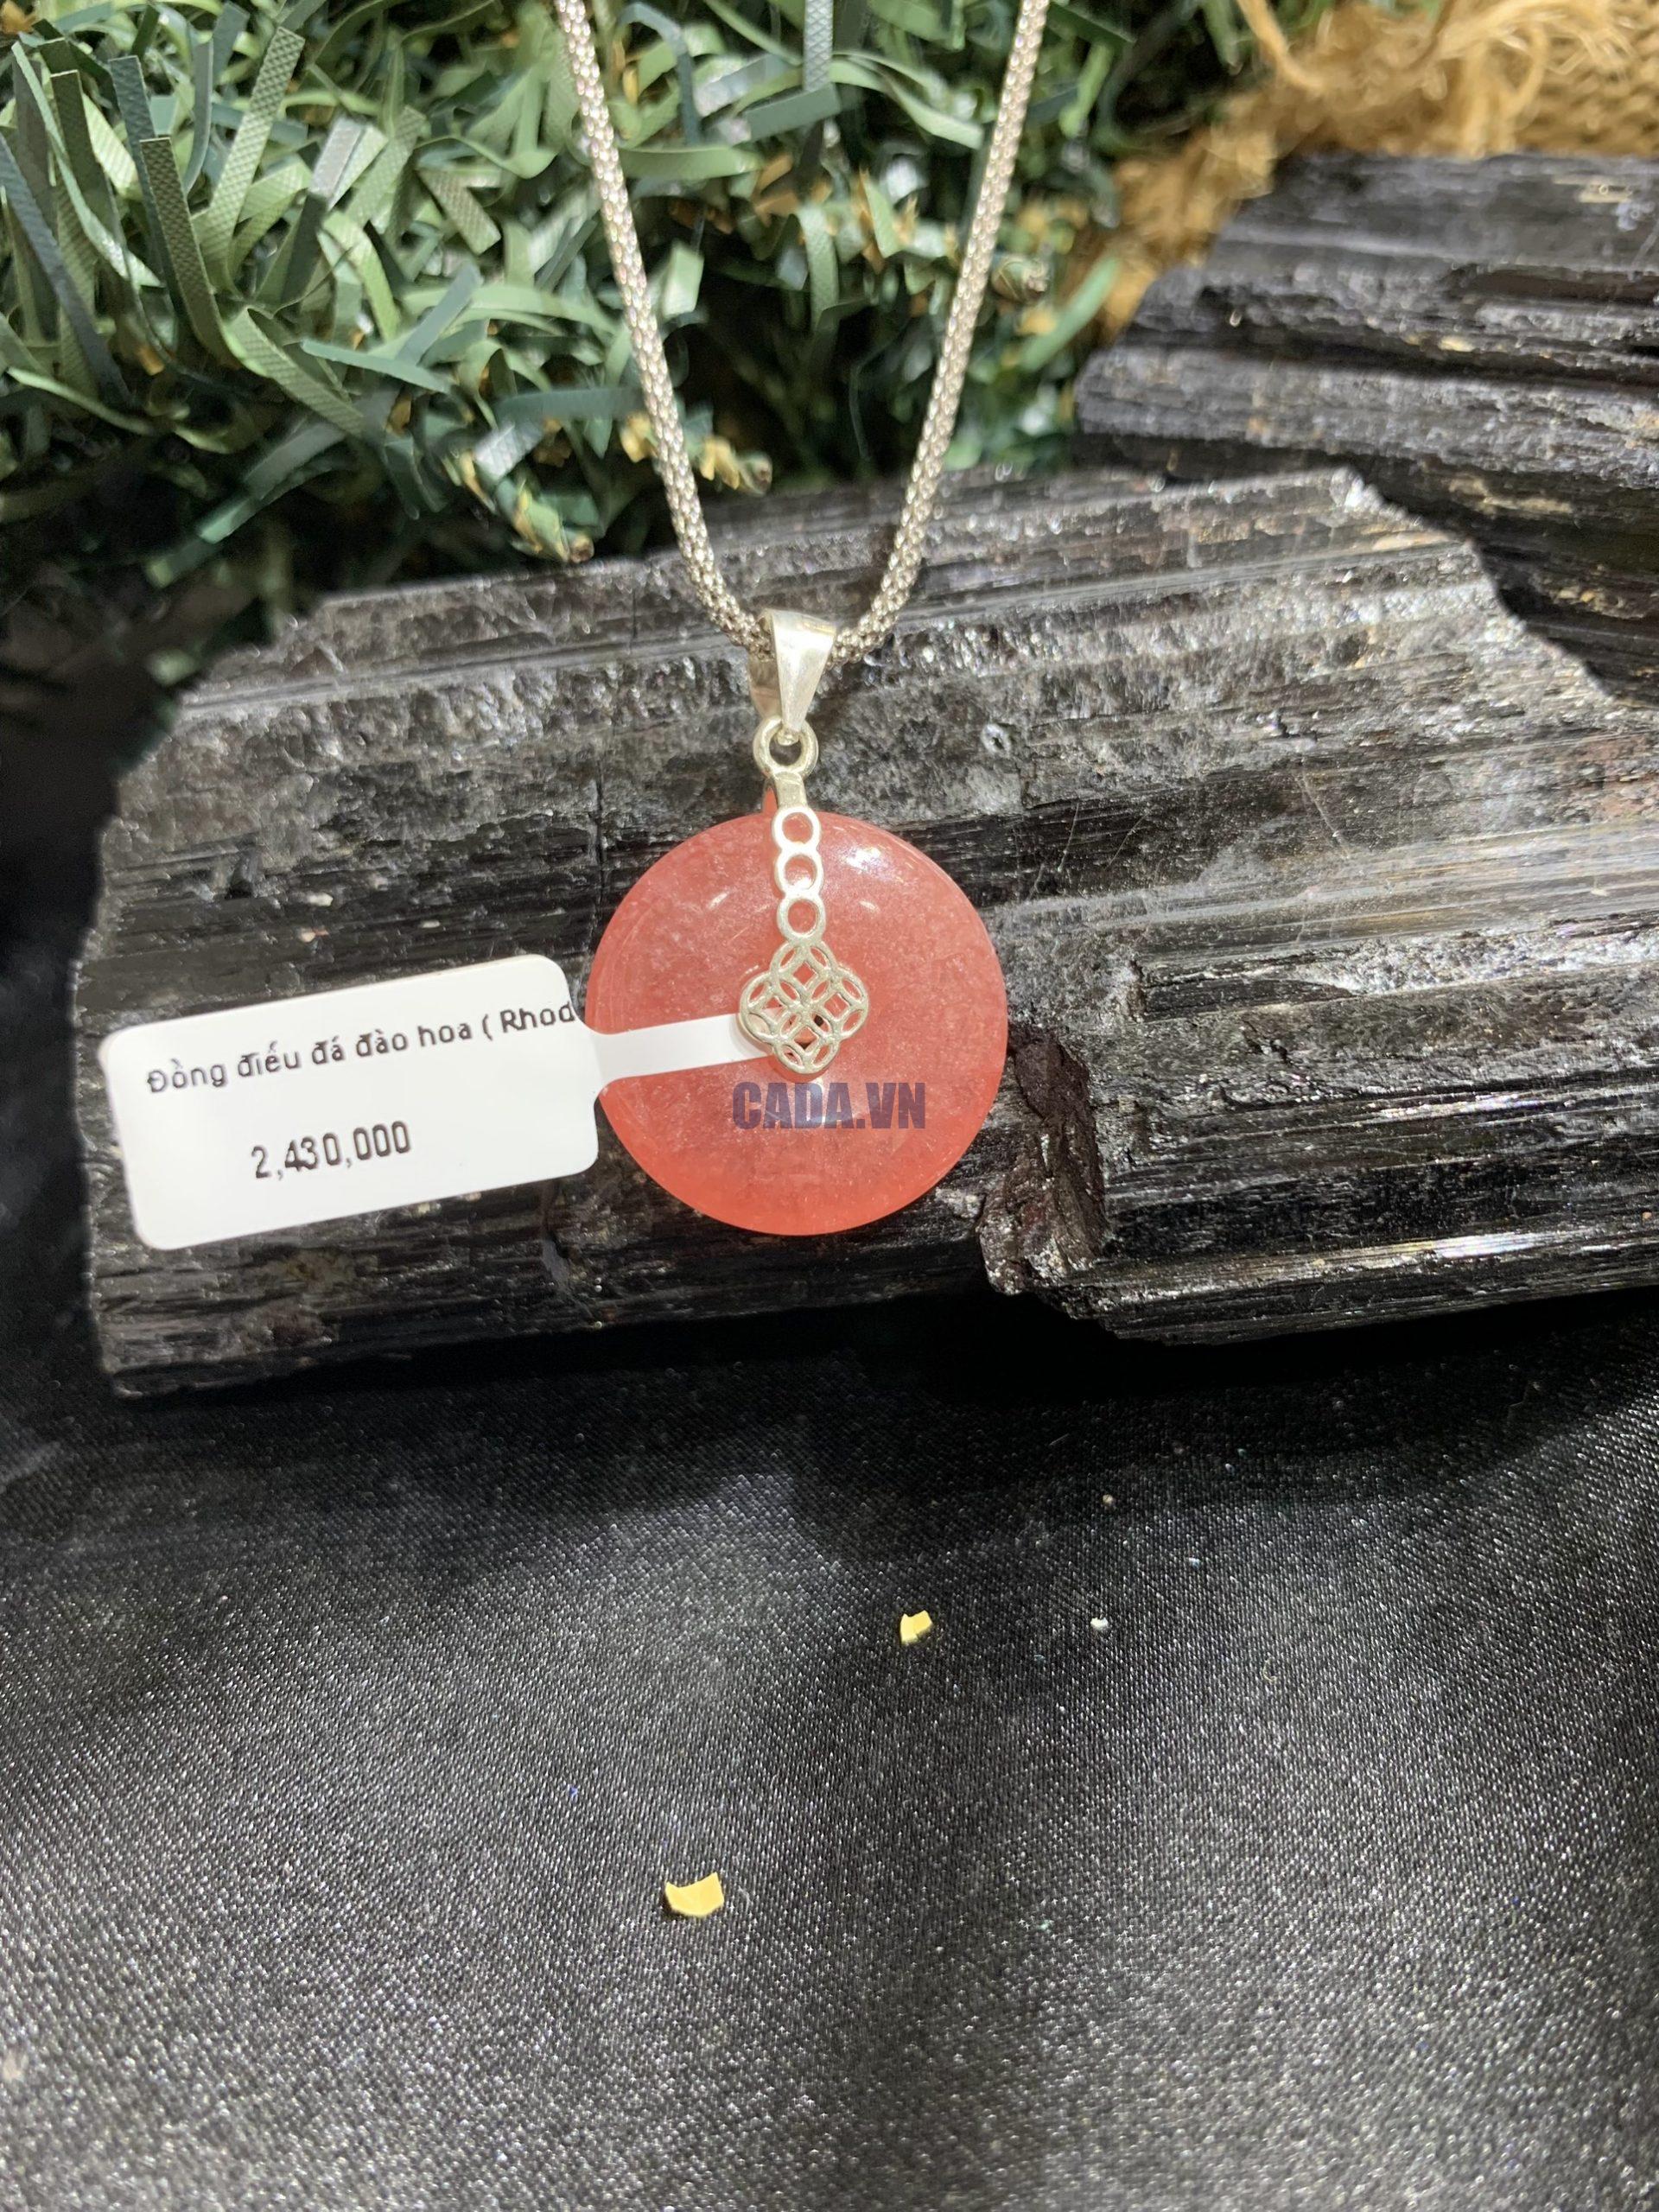 Đồng điếu đá đào hoa ( Rhod
2,430,000
CADA.VN